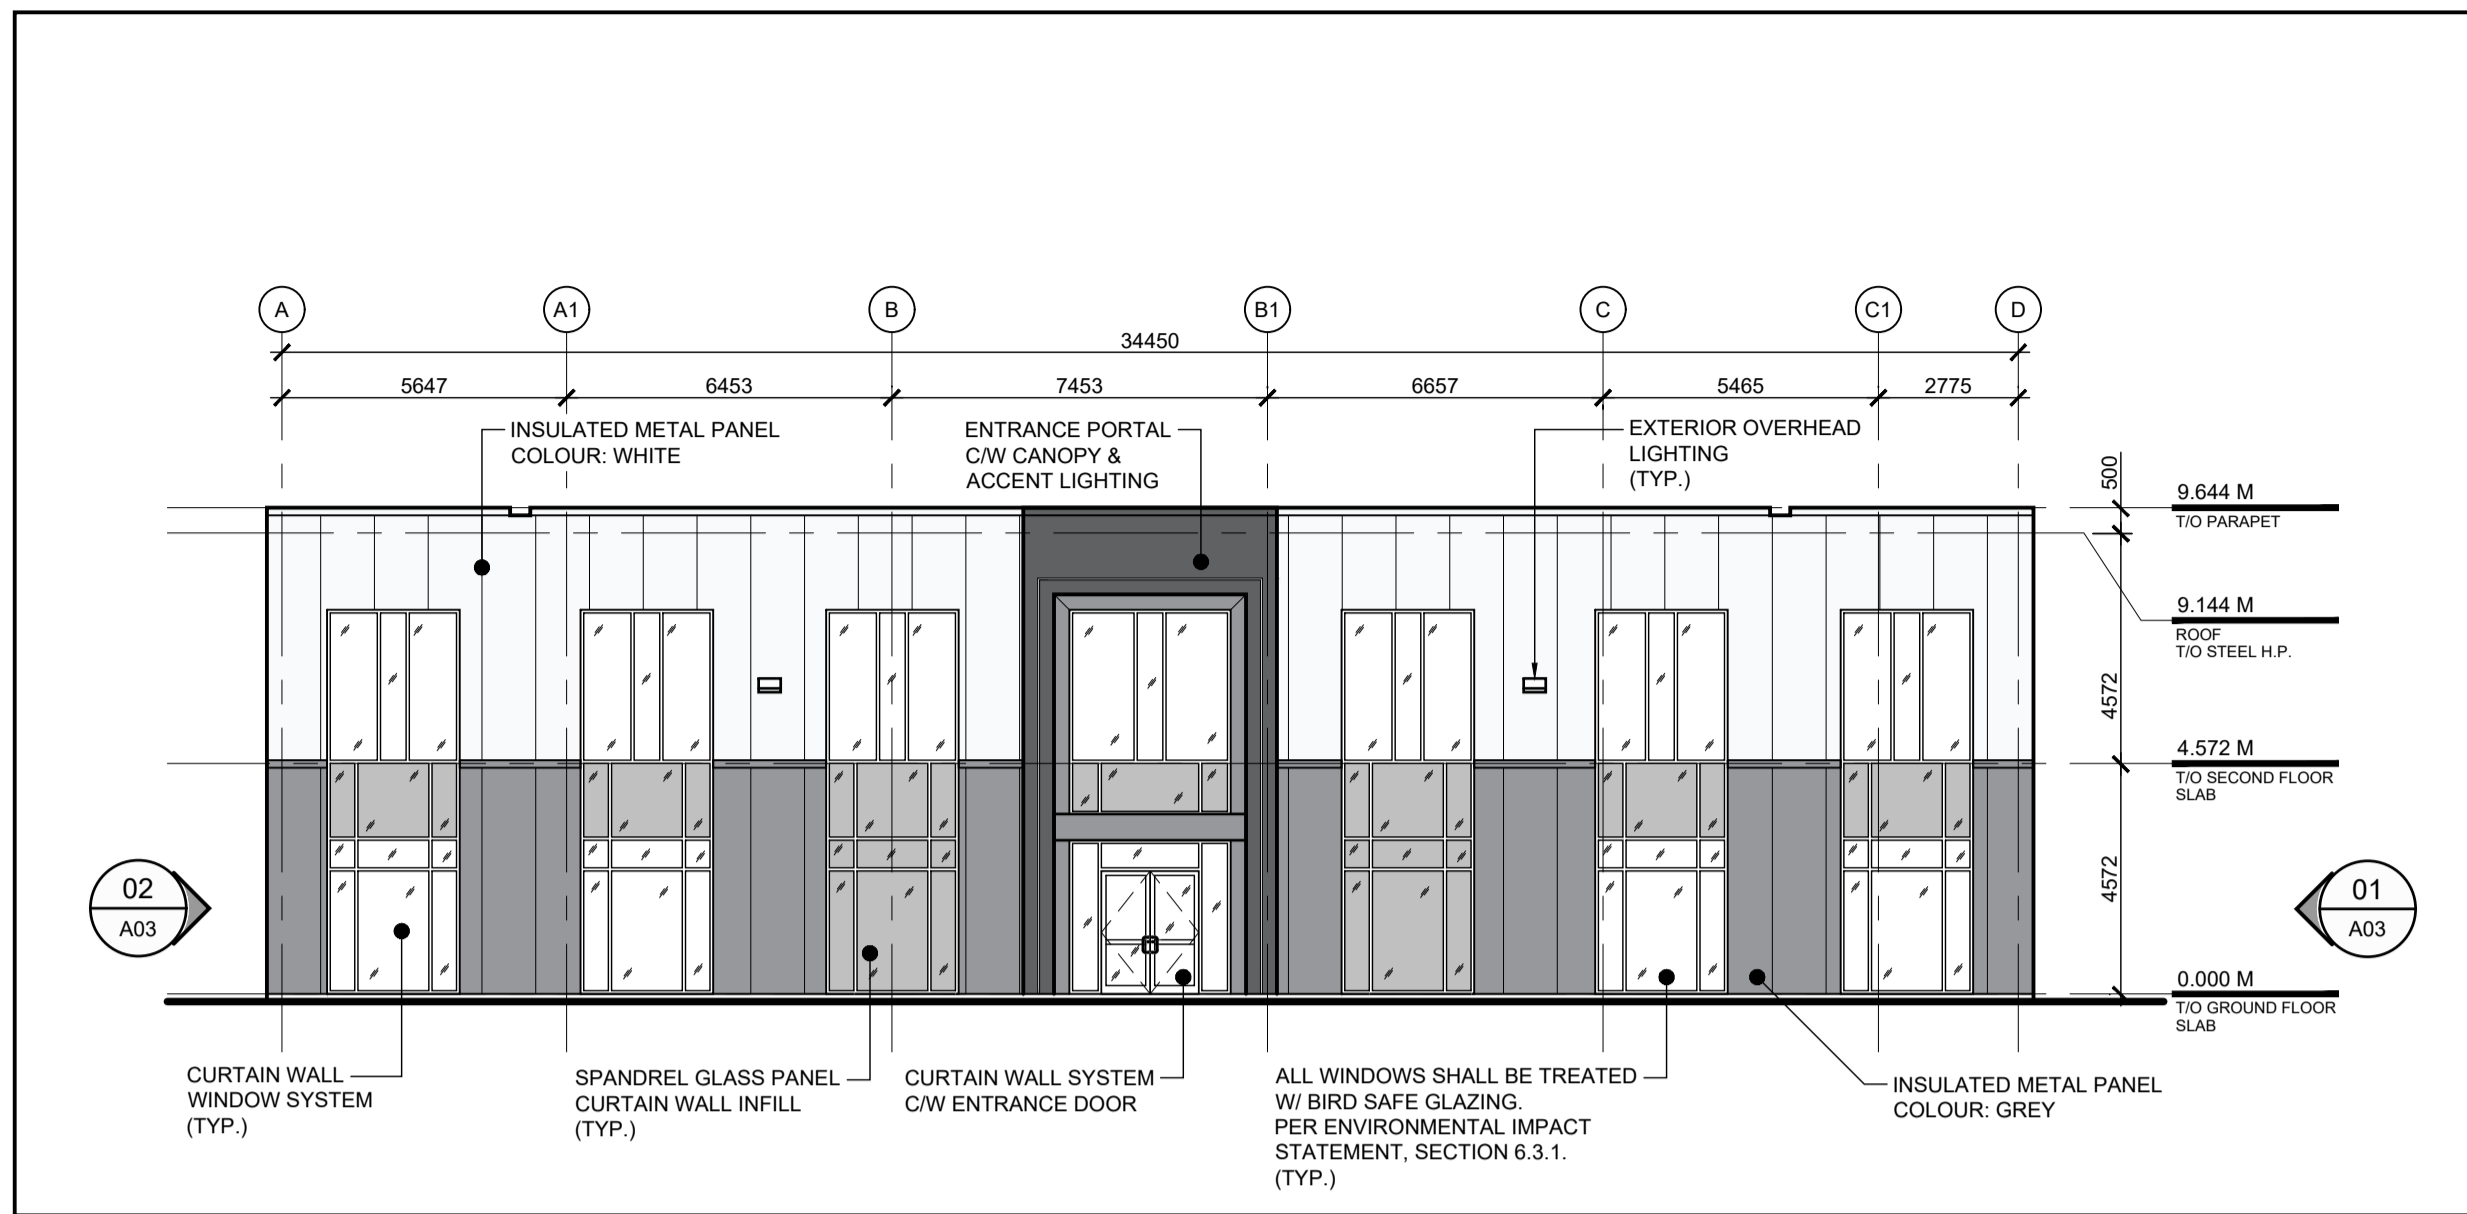 A
A1
B
B1
C
C1
D
34450
5647
6453
7453
6657
5465
2775
INSULATED METAL PANEL
COLOUR: WHITE
ENTRANCE PORTAL
C/W CANOPY &
ACCENT LIGHTING
EXTERIOR OVERHEAD
LIGHTING
(TYP.)
500
9.644 M
T/O PARAPET
9.144 M
ROOF
T/O STEEL H.P.
4572
4.572 M
T/O SECOND FLOOR
SLAB
4572
02
A03
01
A03
0.000 M
T/O GROUND FLOOR
SLAB
CURTAIN WALL
WINDOW SYSTEM
(TYP.)
SPANDREL GLASS PANEL
CURTAIN WALL INFILL
(TYP.)
CURTAIN WALL SYSTEM
C/W ENTRANCE DOOR
ALL WINDOWS SHALL BE TREATED
W/ BIRD SAFE GLAZING.
PER ENVIRONMENTAL IMPACT
STATEMENT, SECTION 6.3.1.
(TYP.)
INSULATED METAL PANEL
COLOUR: GREY